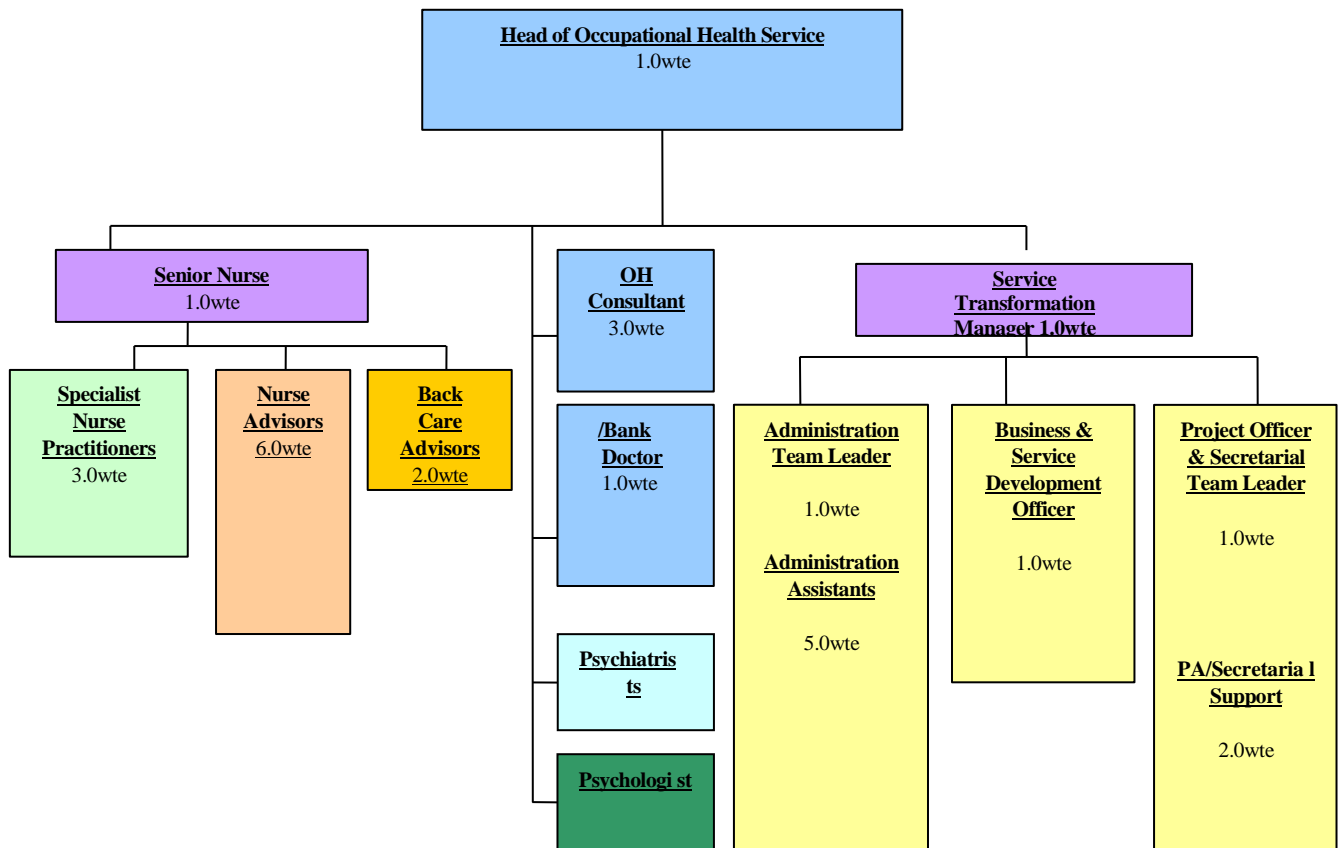 Head of Occupational Health Service
1.0wte
Senior Nurse
1.0wte
Specialist
Nurse
Practitioners
3.0wte
Nurse
Advisors
6.0wte
Back
Care
Advisors
2.0wte
OH
Consultant
3.0wte
/Bank
Doctor
1.0wte
Psychiatris
ts
Psychologi st
Service
Transformation
Manager 1.0wte
Administration
Team Leader
1.0wte
Administration
Assistants
5.0wte
Business &
Service
Development
Officer
1.0wte
Project Officer
& Secretarial
Team Leader
1.0wte
PA/Secretaria l
Support
2.0wte